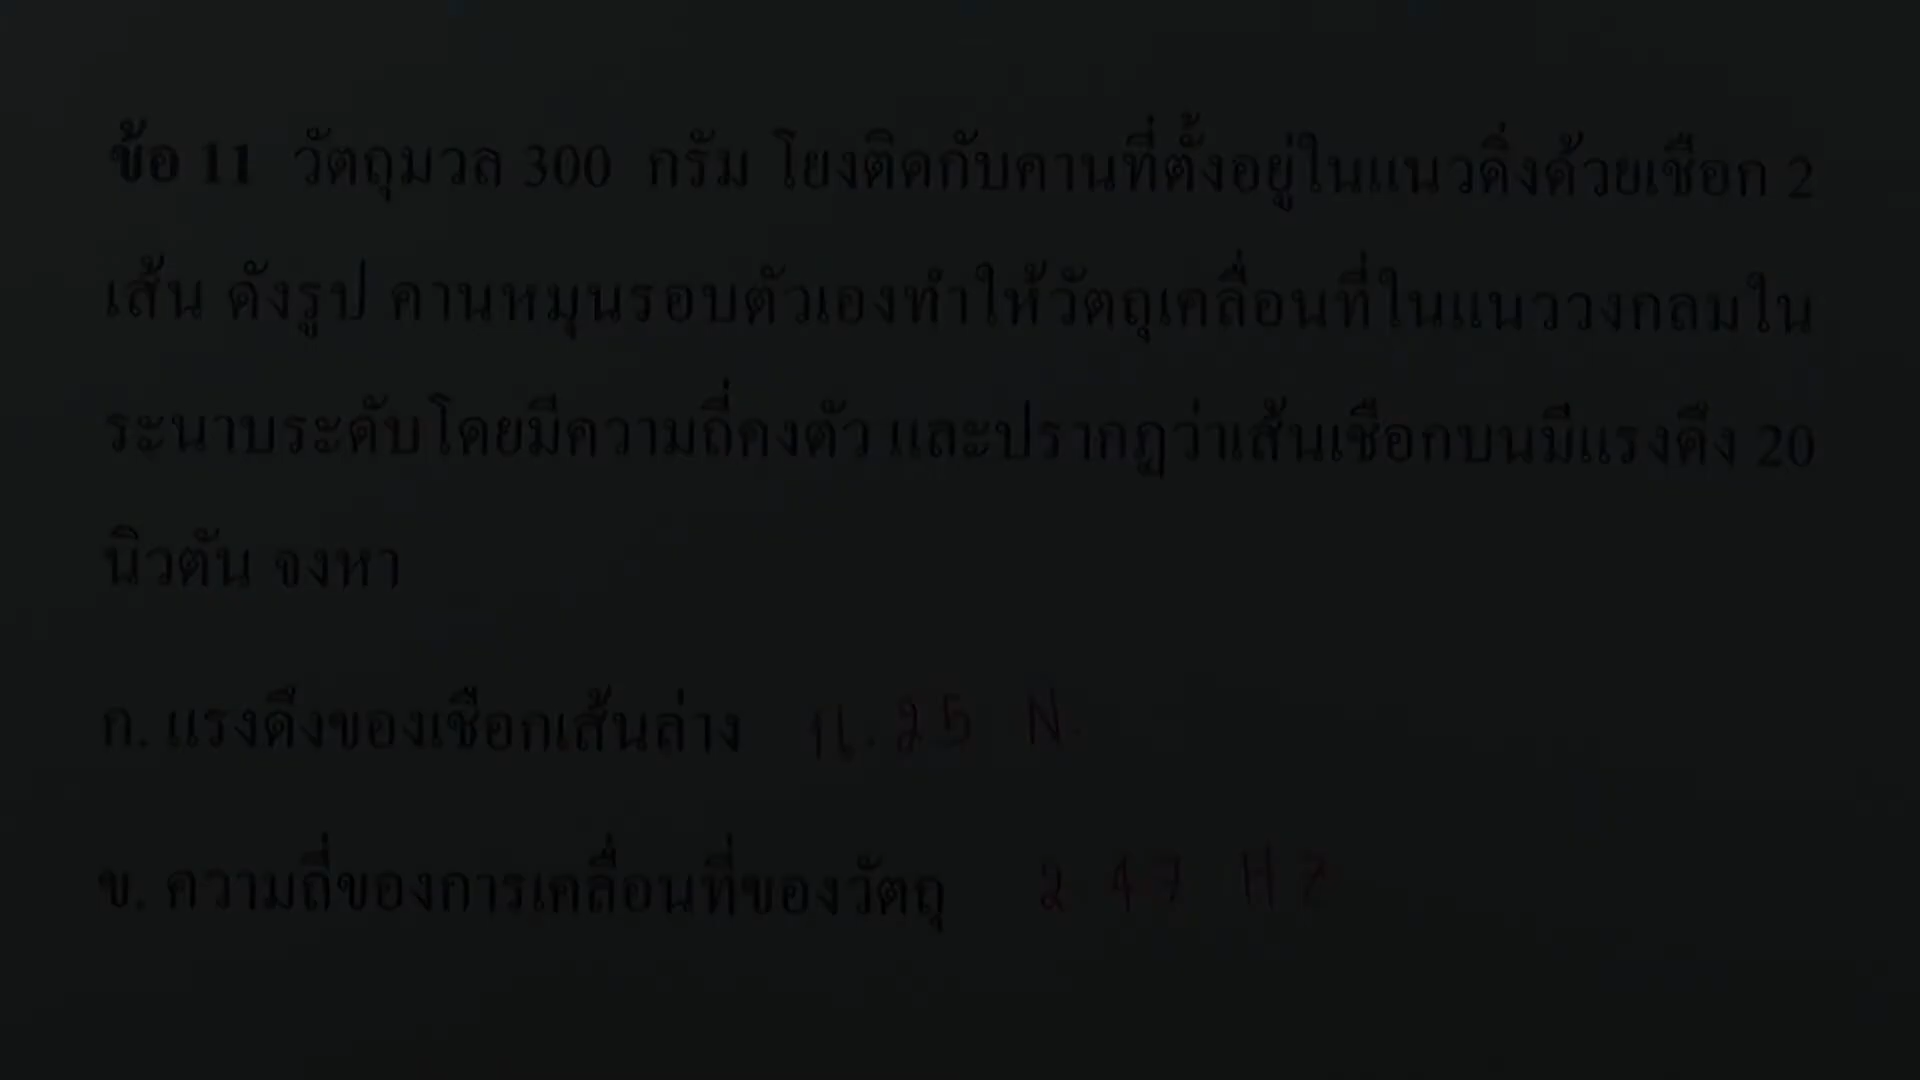 ข้อ 11 วัตถุมวล 300 กรัม โยงติดกับคานที่ตั้งอยู่ในแนวดิ่งด้วยเชือก 2
เส้น ดังรูป คานหมุนรอบตัวเองทำให้วัตถุเคลื่อนที่ในแนววงกลมใน
ระนาบระดับโดยมีความถี่คงตัว และปรากฏว่าเส้นเชือกบนมีแรงดึง 20
นิวตัน จงหา
ก. แรงดึงของเชือกเส้นล่าง 11.25 N.
ข. ความถี่ของการเคลื่อนที่ของวัตถุ HZ